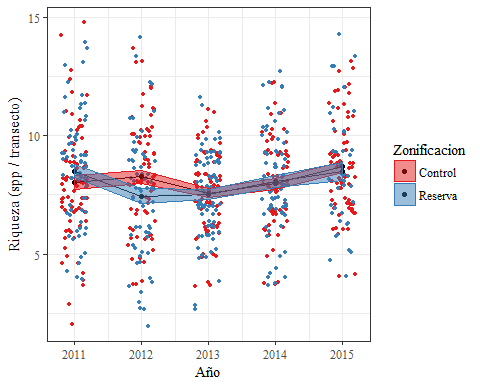 15
10
5
Riqueza (spp / transecto)
2011 2012 2013 2014 2015
Año
Zonificacion
Control
Reserva